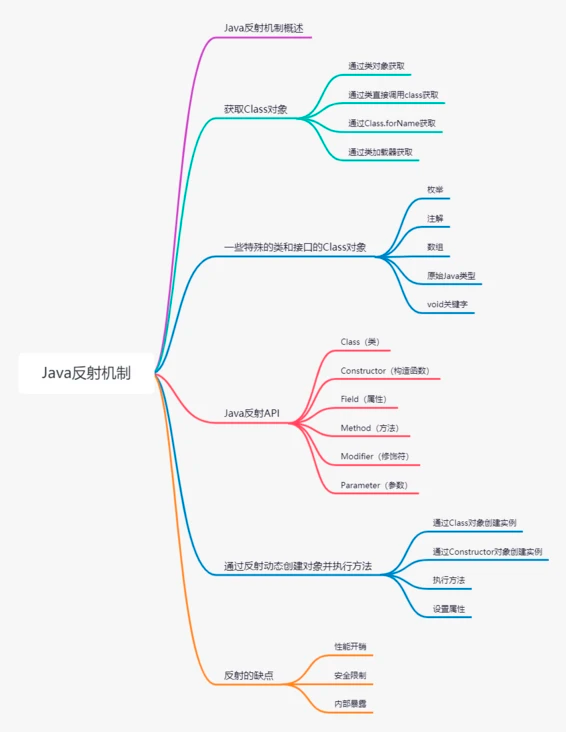 Java反射机制
Java反射机制概述
获取Class对象
通过类对象获取
通过类直接调用class获取
通过Class.forName获取
通过类加载器获取
一些特殊的类和接口的Class对象
枚举
注解
数组
原始Java类型
void关键字
Java反射API
Class（类）
Constructor（构造函数）
Field（属性）
Method（方法）
Modifier（修饰符）
Parameter（参数）
通过反射动态创建对象并执行方法
通过Class对象创建实例
通过Constructor对象创建实例
执行方法
设置属性
反射的缺点
性能开销
安全限制
内部暴露